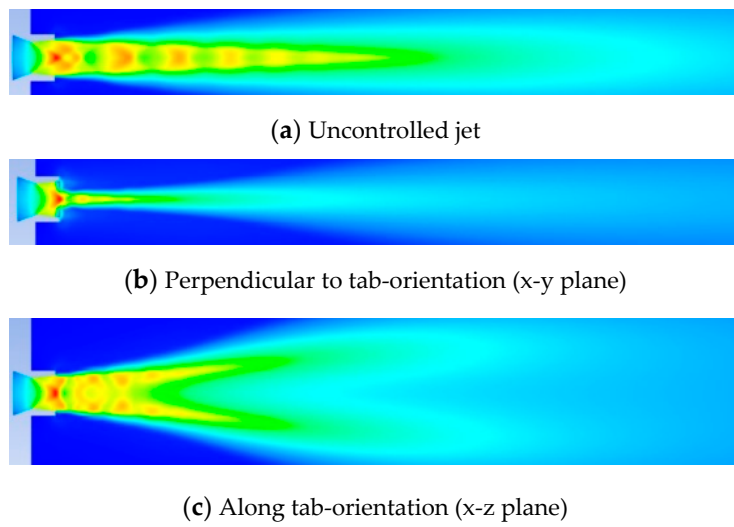 (a) Uncontrolled jet
(b) Perpendicular to tab-orientation (x-y plane)
(c) Along tab-orientation (x-z plane)